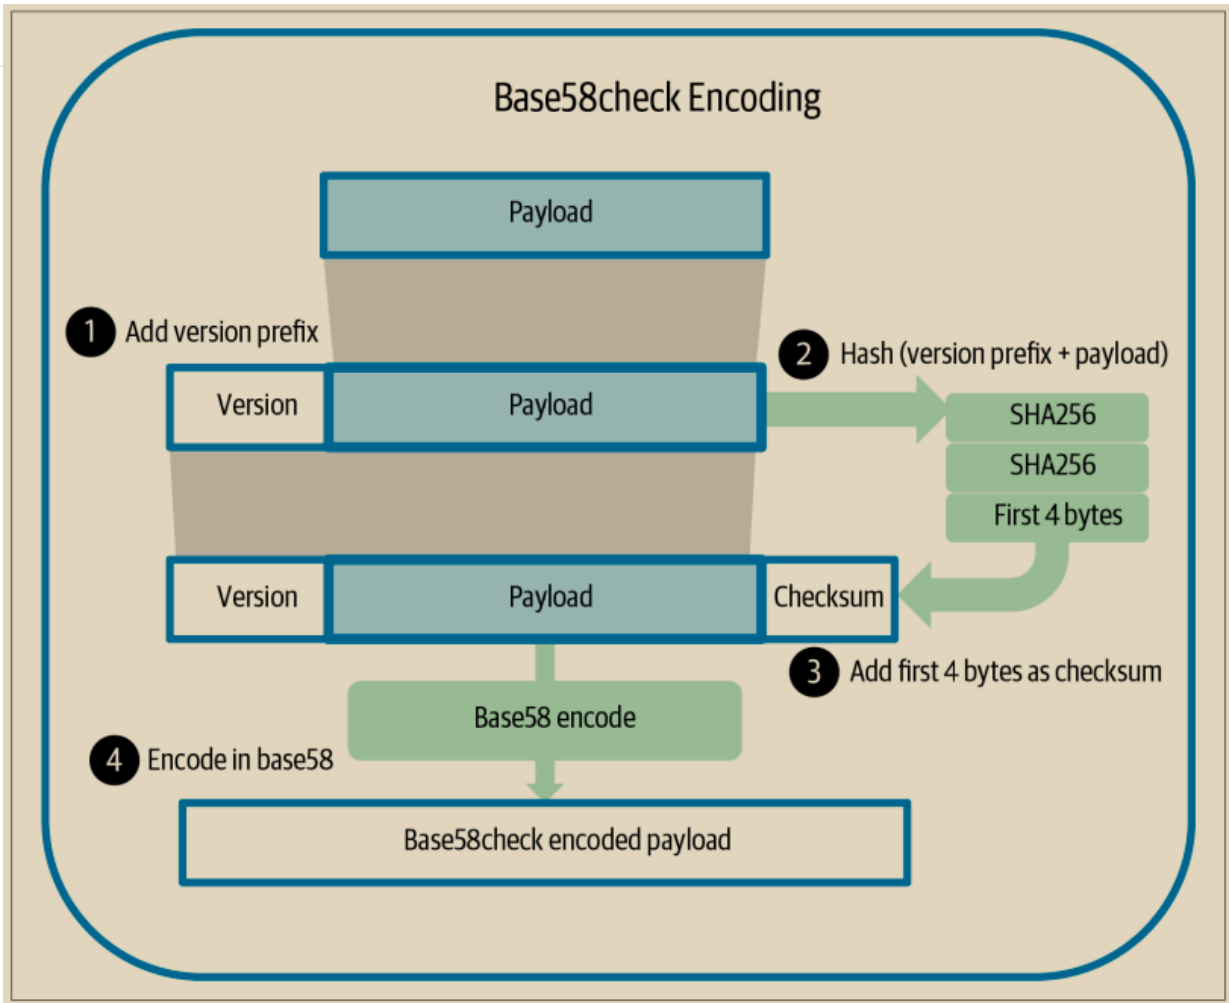 Base58check Encoding
Payload
1 Add version prefix
2 Hash (version prefix + payload)
Version
Payload
SHA256
SHA256
First 4 bytes
Version
Payload
Checksum
3 Add first 4 bytes as checksum
Base58 encode
4 Encode in base58
Base58check encoded payload